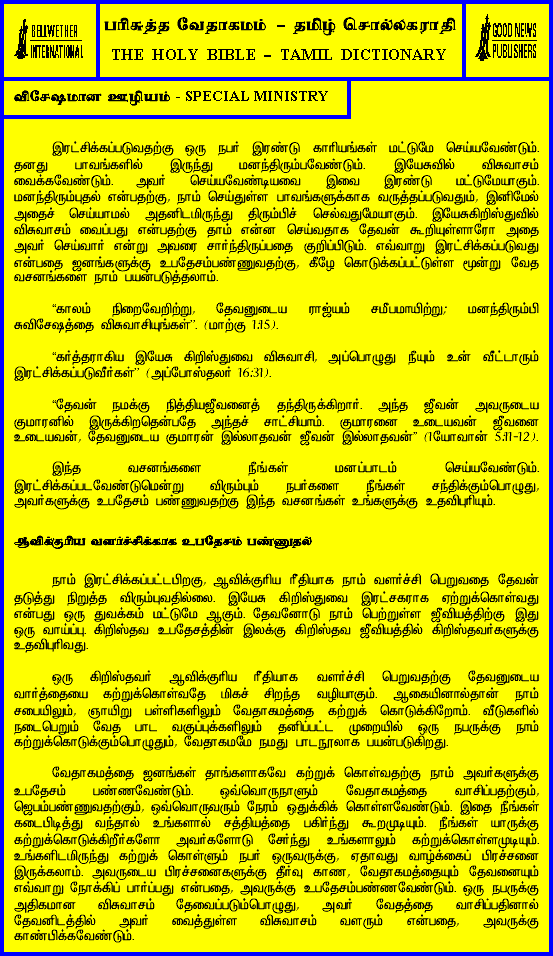 BELLWETHER
INTERNATIONAL
பரிசுத்த வேதாகமம் – தமிழ் சொல்லகராதி
THE HOLY BIBLE – TAMIL DICTIONARY
GOOD NEWS
PUBLISHERS
விசேஷமான ஊழியம் - SPECIAL MINISTRY
இரட்சிக்கப்படுவதற்கு ஒரு நபர் இரண்டு காரியங்கள் மட்டுமே செய்யவேண்டும்.
தனது பாவங்களில் இருந்து மனந்திரும்பவேண்டும். இயேசுவில் விசுவாசம்
வைக்கவேண்டும். அவர் செய்யவேண்டியவை இவை இரண்டு மட்டுமேயாகும்.
மனந்திரும்புதல் என்பதற்கு, நாம் செய்துள்ள பாவங்களுக்காக வருத்தப்படுவதும், இனிமேல்
அதைச் செய்யாமல் அதனிடமிருந்து திரும்பிச் செல்வதுமேயாகும். இயேசுகிறிஸ்துவில்
விசுவாசம் வைப்பது என்பதற்கு தாம் என்ன செய்வதாக தேவன் கூறியுள்ளாரோ அதை
அவர் செய்வார் என்று அவரை சார்ந்திருப்பதை குறிப்பிடும். எவ்வாறு இரட்சிக்கப்படுவது
என்பதை ஜனங்களுக்கு உபதேசம்பண்ணுவதற்கு, கீழே கொடுக்கப்பட்டுள்ள மூன்று வேத
வசனங்களை நாம் பயன்படுத்தலாம்.
“காலம் நிறைவேறிற்று, தேவனுடைய ராஜ்யம் சமீபமாயிற்று; மனந்திரும்பி
சுவிசேஷத்தை விசுவாசியுங்கள்”. (மாற்கு 1:15).
“கர்த்தராகிய இயேசு கிறிஸ்துவை விசுவாசி, அப்பொழுது நீயும் உன் வீட்டாரும்
இரட்சிக்கப்படுவீர்கள்” (அப்போஸ்தலர் 16:31).
“தேவன் நமக்கு நித்தியஜீவனைத் தந்திருக்கிறார். அந்த ஜீவன் அவருடைய
குமாரனில் இருக்கிறதென்பதே அந்தச் சாட்சியாம். குமாரனை உடையவன் ஜீவனை
உடையவன், தேவனுடைய குமாரன் இல்லாதவன் ஜீவன் இல்லாதவன்” (1யோவான் 5:11-12).
இந்த வசனங்களை நீங்கள் மனப்பாடம் செய்யவேண்டும்.
இரட்சிக்கப்படவேண்டுமென்று விரும்பும் நபர்களை நீங்கள் சந்திக்கும்பொழுது,
அவர்களுக்கு உபதேசம் பண்ணுவதற்கு இந்த வசனங்கள் உங்களுக்கு உதவிபுரியும்.
ஆவிக்குரிய வளர்ச்சிக்காக உபதேசம் பண்ணுதல்
நாம் இரட்சிக்கப்பட்டபிறகு, ஆவிக்குரிய ரீதியாக நாம் வளர்ச்சி பெறுவதை தேவன்
தடுத்து நிறுத்த விரும்புவதில்லை. இயேசு கிறிஸ்துவை இரட்சகராக ஏற்றுக்கொள்வது
என்பது ஒரு துவக்கம் மட்டுமே ஆகும். தேவனோடு நாம் பெற்றுள்ள ஜீவியத்திற்கு இது
ஒரு வாய்ப்பு. கிறிஸ்தவ உபதேசத்தின் இலக்கு கிறிஸ்தவ ஜீவியத்தில் கிறிஸ்தவர்களுக்கு
உதவிபுரிவது.
ஒரு கிறிஸ்தவர் ஆவிக்குரிய ரீதியாக வளர்ச்சி பெறுவதற்கு தேவனுடைய
வார்த்தையை கற்றுக்கொள்வதே மிகச் சிறந்த வழியாகும். ஆகையினால்தான் நாம்
சபையிலும், ஞாயிறு பள்ளிகளிலும் வேதாகமத்தை கற்றுக் கொடுக்கிறோம். வீடுகளில்
நடைபெறும் வேத பாட வகுப்புக்களிலும் தனிப்பட்ட முறையில் ஒரு நபருக்கு நாம்
கற்றுக்கொடுக்கும்பொழுதும், வேதாகமமே நமது பாடநூலாக பயன்படுகிறது.
வேதாகமத்தை ஜனங்கள் தாங்களாகவே கற்றுக் கொள்வதற்கு நாம் அவர்களுக்கு
உபதேசம் பண்ணவேண்டும். ஒவ்வொருநாளும் வேதாகமத்தை வாசிப்பதற்கும்,
ஜெபம்பண்ணுவதற்கும், ஒவ்வொருவரும் நேரம் ஒதுக்கிக் கொள்ளவேண்டும். இதை நீங்கள்
கடைபிடித்து வந்தால் உங்களால் சத்தியத்தை பகிர்ந்து கூறமுடியும். நீங்கள் யாருக்கு
கற்றுக்கொடுக்கிறீர்களோ அவர்களோடு சேர்ந்து உங்களாலும் கற்றுக்கொள்ளமுடியும்.
உங்களிடமிருந்து கற்றுக் கொள்ளும் நபர் ஒருவருக்கு, ஏதாவது வாழ்க்கைப் பிரச்சனை
இருக்கலாம். அவருடைய பிரச்சனைகளுக்கு தீர்வு காண, வேதாகமத்தையும் தேவனையும்
எவ்வாறு நோக்கிப் பார்ப்பது என்பதை, அவருக்கு உபதேசம்பண்ணவேண்டும். ஒரு நபருக்கு
அதிகமான விசுவாசம் தேவைப்படும்பொழுது, அவர் வேதத்தை வாசிப்பதினால்
தேவனிடத்தில் அவர் வைத்துள்ள விசுவாசம் வளரும் என்பதை, அவருக்கு
காண்பிக்கவேண்டும்.